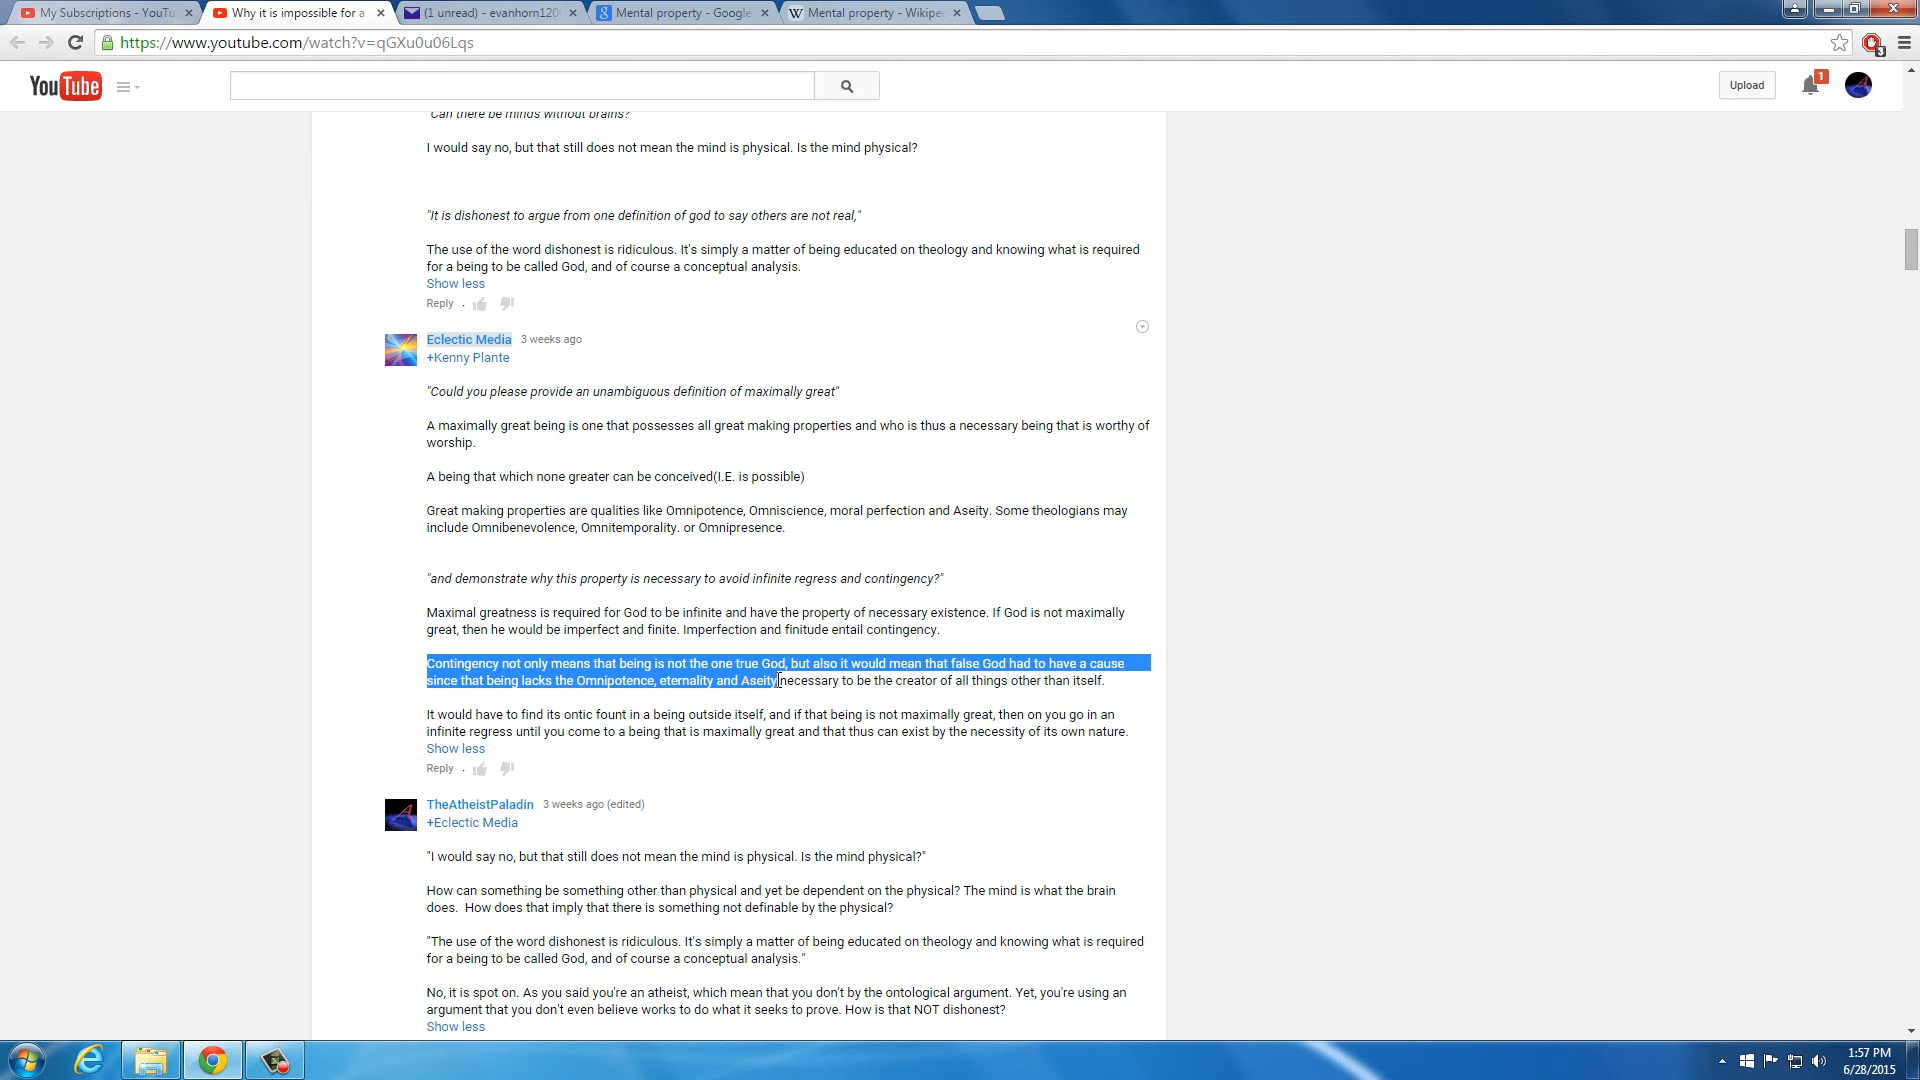 My Subscriptions - YouTu
Why it is impossible for a
(1 unread) - evanhorn120
Mental property - Google
W Mental property - Wikipe
https://www.youtube.com/watch?v=qGXu0u06Lqs
3
YouTube
Upload
1
"Can there be minds without brains?"
I would say no, but that still does not mean the mind is physical. Is the mind physical?
"It is dishonest to argue from one definition of god to say others are not real,"
The use of the word dishonest is ridiculous. It's simply a matter of being educated on theology and knowing what is required
for a being to be called God, and of course a conceptual analysis.
Show less
Reply .
Eclectic Media 3 weeks ago
+Kenny Plante
"Could you please provide an unambiguous definition of maximally great"
A maximally great being is one that possesses all great making properties and who is thus a necessary being that is worthy of
worship.
A being that which none greater can be conceived(I.E. is possible)
Great making properties are qualities like Omnipotence, Omniscience, moral perfection and Aseity. Some theologians may
include Omnibenevolence, Omnitemporality. or Omnipresence.
"and demonstrate why this property is necessary to avoid infinite regress and contingency?"
Maximal greatness is required for God to be infinite and have the property of necessary existence. If God is not maximally
great, then he would be imperfect and finite. Imperfection and finitude entail contingency.
Contingency not only means that being is not the one true God, but also it would mean that false God had to have a cause
since that being lacks the Omnipotence, eternality and Aseity necessary to be the creator of all things other than itself.
It would have to find its ontic fount in a being outside itself, and if that being is not maximally great, then on you go in an
infinite regress until you come to a being that is maximally great and that thus can exist by the necessity of its own nature.
Show less
Reply .
TheAtheistPaladin 3 weeks ago (edited)
+Eclectic Media
"I would say no, but that still does not mean the mind is physical. Is the mind physical?"
How can something be something other than physical and yet be dependent on the physical? The mind is what the brain
does.  How does that imply that there is something not definable by the physical?
"The use of the word dishonest is ridiculous. It's simply a matter of being educated on theology and knowing what is required
for a being to be called God, and of course a conceptual analysis."
No, it is spot on. As you said you're an atheist, which mean that you don't by the ontological argument. Yet, you're using an
argument that you don't even believe works to do what it seeks to prove. How is that NOT dishonest?
Show less
1:57 PM
6/28/2015